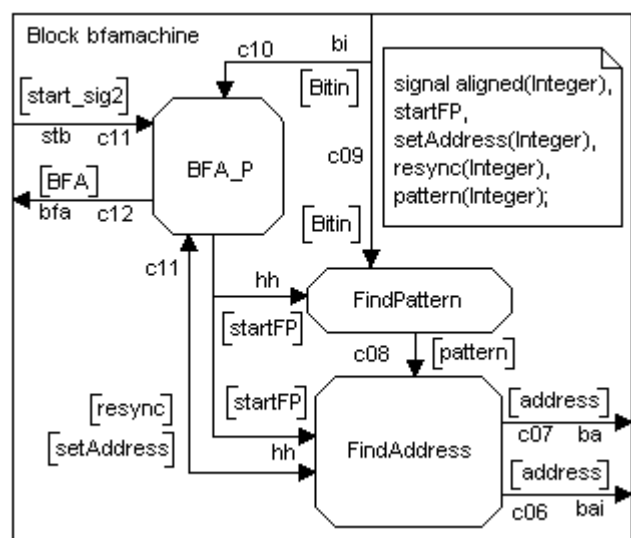 Block bfamachine
c10
bi
[start_sig2]
[Bitin]
stb
c11
BFA_P
c09
[BFA]
bfa
c12
signal aligned(Integer),
startFP,
setAddress(Integer),
resync(Integer),
pattern(Integer);
[Bitin]
c11
hh
FindPattern
[startFP]
c08
[pattern]
[resync]
[startFP]
[setAddress]
hh
FindAddress
[address]
c07
ba
[address]
c06
bai